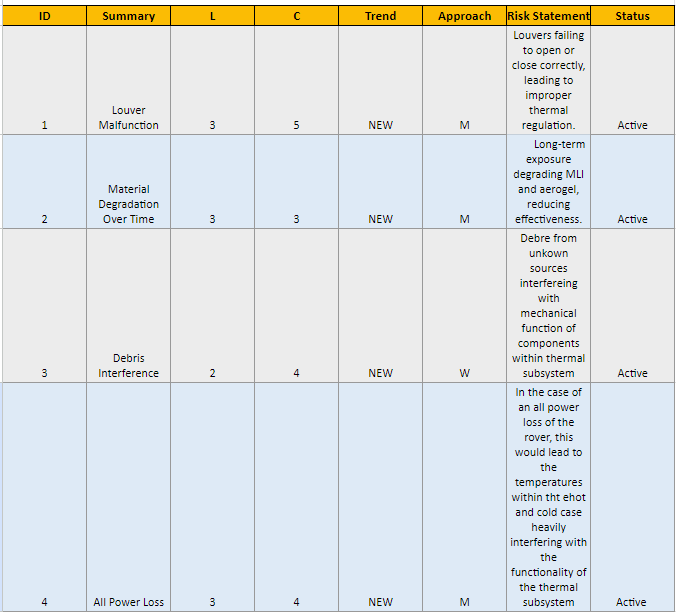 ID Summary L C Trend Approach Risk Statement Status
Louvers failing
to open or
close correctly,
leading to
improper
thermal
Louver
1 Malfunction 3 5 NEW M regulation. Active
Long-term
exposure
degrading MLI
Material
and aerogel,
Degradation
reducing
2 Over Time 3 3 NEW M effectiveness. Active
Debre from
unkown
sources
interfereing
with
mechanical
function of
components
Debris
within thermal
3 Interference 2 4 NEW W subsystem Active
In the case of
an all power
loss of the
rover, this
would lead to
the
temperatures
within tht ehot
and cold case
heavily
interfering with
the
functionality of
the thermal
4 All Power Loss 3 4 NEW M subsystem Active